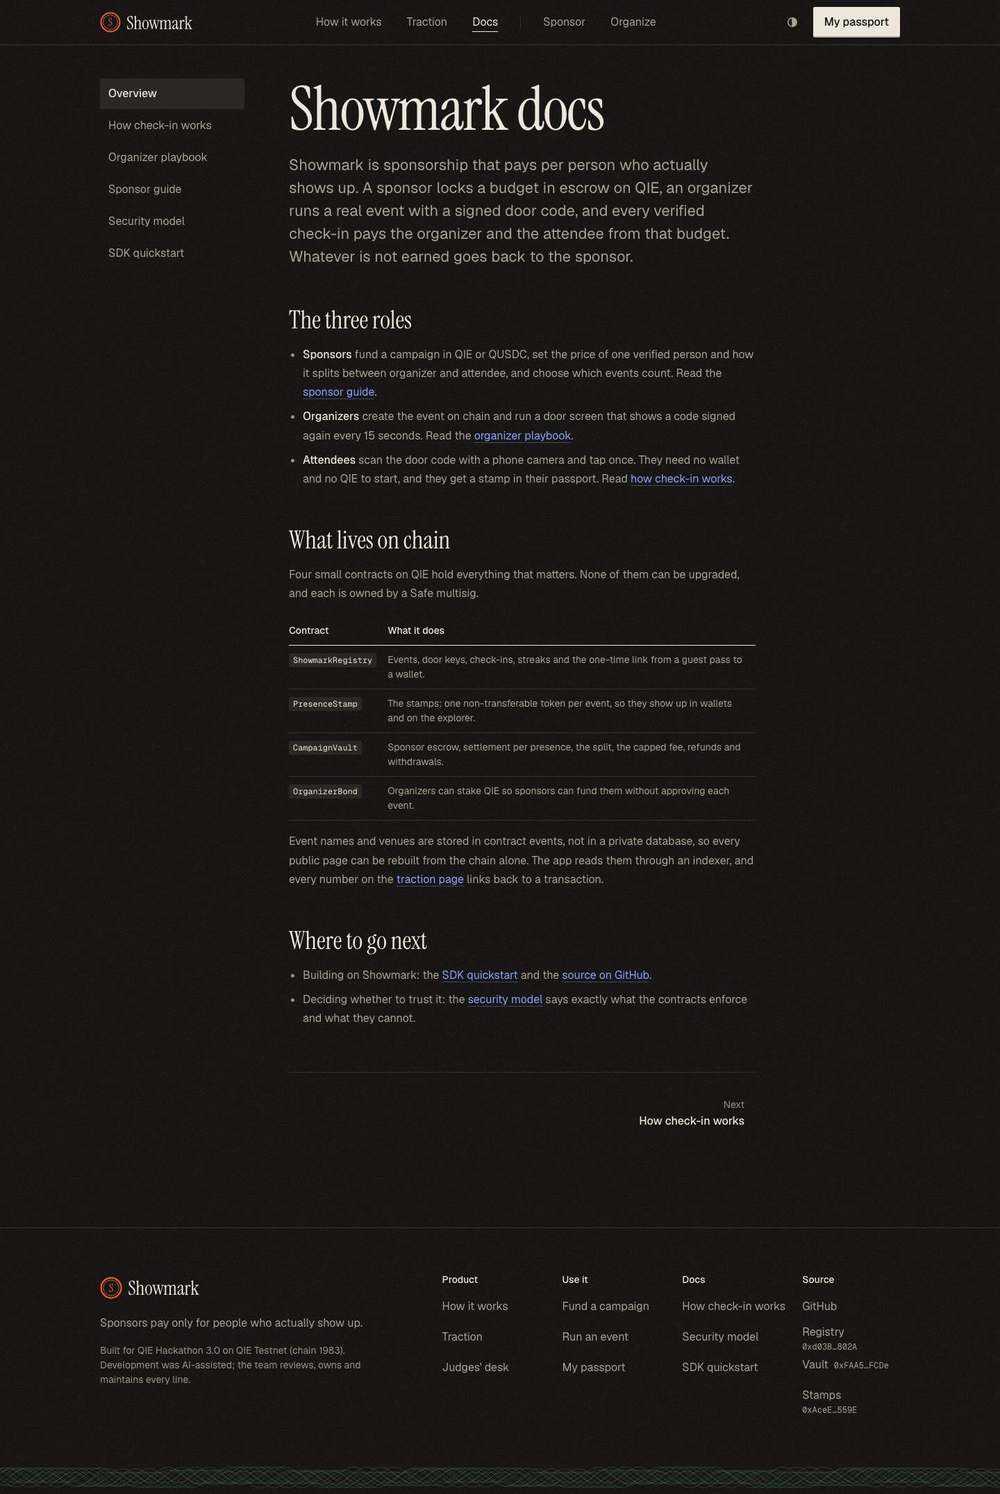 Showmark
How it works
Traction
Docs
Sponsor
Organize
My passport
Overview
How check-in works
Organizer playbook
Sponsor guide
Security model
SDK quickstart
Showmark docs
Showmark is sponsorship that pays per person who actually
shows up. A sponsor locks a budget in escrow on QIE, an organizer
runs a real event with a signed door code, and every verified
check-in pays the organizer and the attendee from that budget.
Whatever is not earned goes back to the sponsor.
The three roles
• Sponsors fund a campaign in QIE or QUSDC, set the price of one verified person and how
it splits between organizer and attendee, and choose which events count. Read the
sponsor guide.
• Organizers create the event on chain and run a door screen that shows a code signed
again every 15 seconds. Read the organizer playbook.
• Attendees scan the door code with a phone camera and tap once. They need no wallet
and no QIE to start, and they get a stamp in their passport. Read how check-in works.
What lives on chain
Four small contracts on QIE hold everything that matters. None of them can be upgraded,
and each is owned by a Safe multisig.
Contract What it does
ShowmarkRegistry Events, door keys, check-ins, streaks and the one-time link from a guest pass to
a wallet.
PresenceStamp The stamps: one non-transferable token per event, so they show up in wallets
and on the explorer.
CampaignVault Sponsor escrow, settlement per presence, the split, the capped fee, refunds and
withdrawals.
OrganizerBond Organizers can stake QIE so sponsors can fund them without approving each
event.
Event names and venues are stored in contract events, not in a private database, so every
public page can be rebuilt from the chain alone. The app reads them through an indexer, and
every number on the traction page links back to a transaction.
Where to go next
• Building on Showmark: the SDK quickstart and the source on GitHub.
• Deciding whether to trust it: the security model says exactly what the contracts enforce
and what they cannot.
Next
How check-in works
Showmark
Sponsors pay only for people who actually show up.
Built for QIE Hackathon 3.0 on QIE Testnet (chain 1983).
Development was AI-assisted; the team reviews, owns and
maintains every line.
Product
How it works
Traction
Judges' desk
Use it
Fund a campaign
Run an event
My passport
Docs
How check-in works
Security model
SDK quickstart
Source
GitHub
Registry
0xd03B…802A
Vault 0xFAA5…FCDe
Stamps
0xAceE…559E